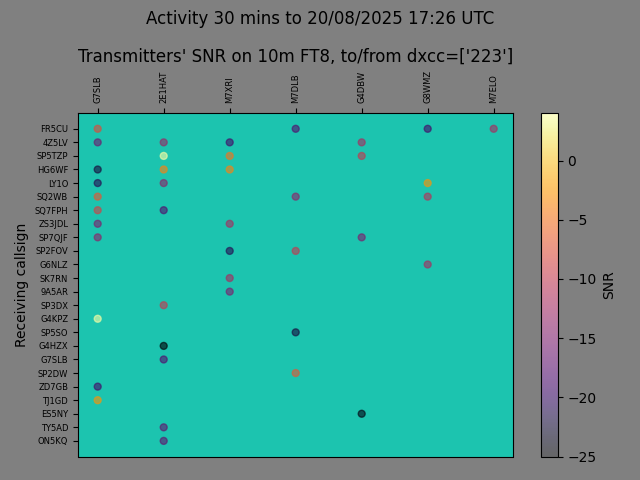 Activity 30 mins to 20/08/2025 17:26 UTC
Transmitters' SNR on 10m FT8, to/from dxcc=['223']
G7SLB 2E1HAT M7XRI M7DLB G4DBW G8WMZ M7ELO
FR5CU
4Z5LV
SP5TZP
HG6WF
LY1O
SQ2WB
SQ7FPH
ZS3JDL
SP7QJF
SP2FOV
G6NLZ
SK7RN
9A5AR
SP3DX
G4KPZ
SP5SO
G4HZX
G7SLB
SP2DW
ZD7GB
TJ1GD
ES5NY
TY5AD
ON5KQ
Receiving callsign
0
−5
−10
−15
−20
−25
SNR